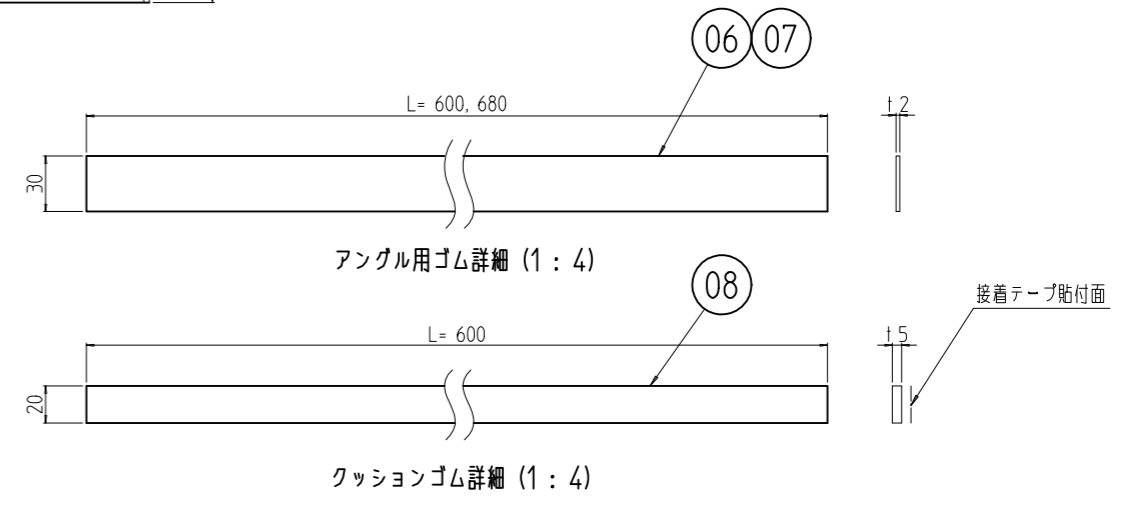 06 07
L= 600, 680
t 2
30
アングル用ゴム詳細 (1 : 4)
08
接着テープ貼付面
L= 600
t 5
20
クッションゴム詳細 (1 : 4)